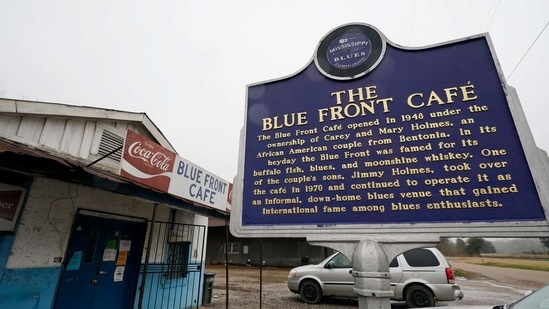 MISSISSIPPI
BLUES
COMMISSION
THE
BLUE FRONT CAFÉ
The Blue Front Café opened in 1948 under the
ownership of Carey and Mary Holmes, an
African American couple from Bentonia. In its
heyday the Blue Front was famed for its
buffalo fish, blues, and moonshine whiskey. One
of the couple's sons, Jimmy Holmes, took over
the café in 1970 and continued to operate it as
an informal, down-home blues venue that gained
international fame among blues enthusiasts.
Coca-Cola
BLUE FRONT
CAFE